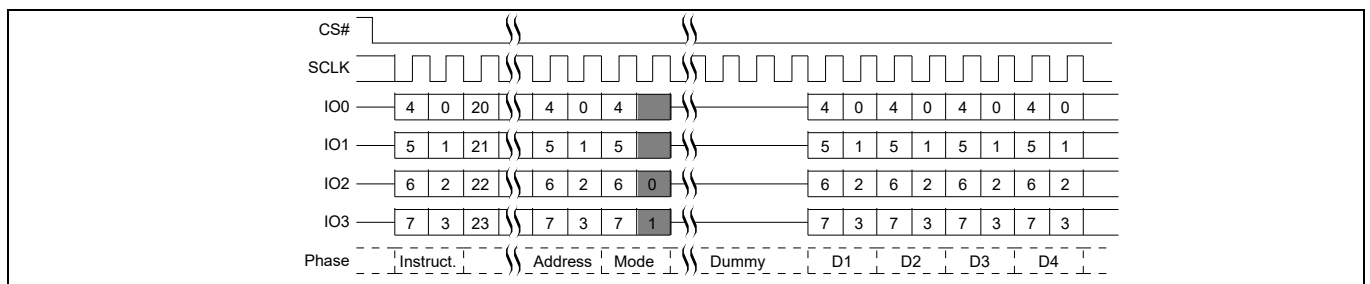 CS#
SCLK
IO0 4 0 20 4 0 4 4 0 4 0 4 0 4 0
IO1 5 1 21 5 1 5 5 1 5 1 5 1 5 1
IO2 6 2 22 6 2 6 0 6 2 6 2 6 2 6 2
IO3 7 3 23 7 3 7 1 7 3 7 3 7 3 7 3
Phase Instruct. Address Mode Dummy D1 D2 D3 D4